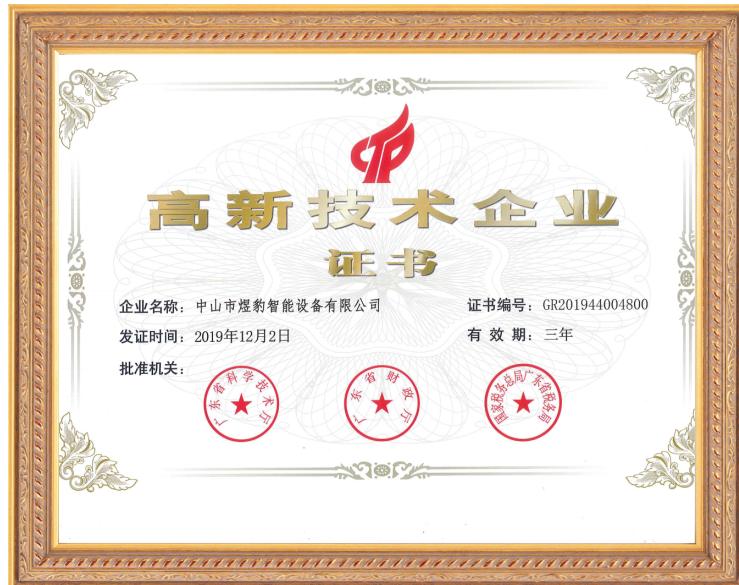 高新技术企业
证书
企业名称：中山市煜豹智能设备有限公司
证书编号：GR201944004800
发证时间：2019年12月2日
有效期：三年
批准机关：
广东省科学技术厅
广东省财政厅
国家税务总局广东省税务局